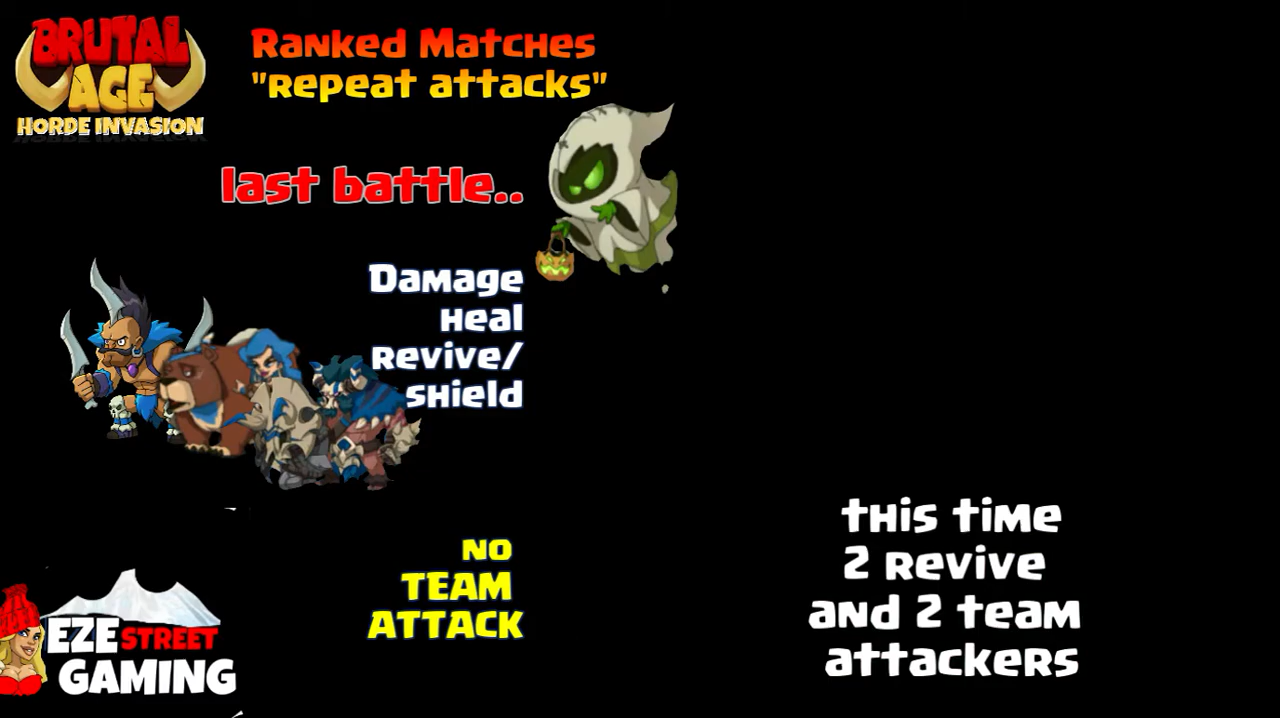 BRUTAL
AGE
HORDE INVASION
Ranked Matches
"Repeat attacks"
last battle..
Damage
Heal
Revive/
shield
NO
TEAM
ATTACK
this time
2 Revive
and 2 team
attackers
EZE STREET
GAMING